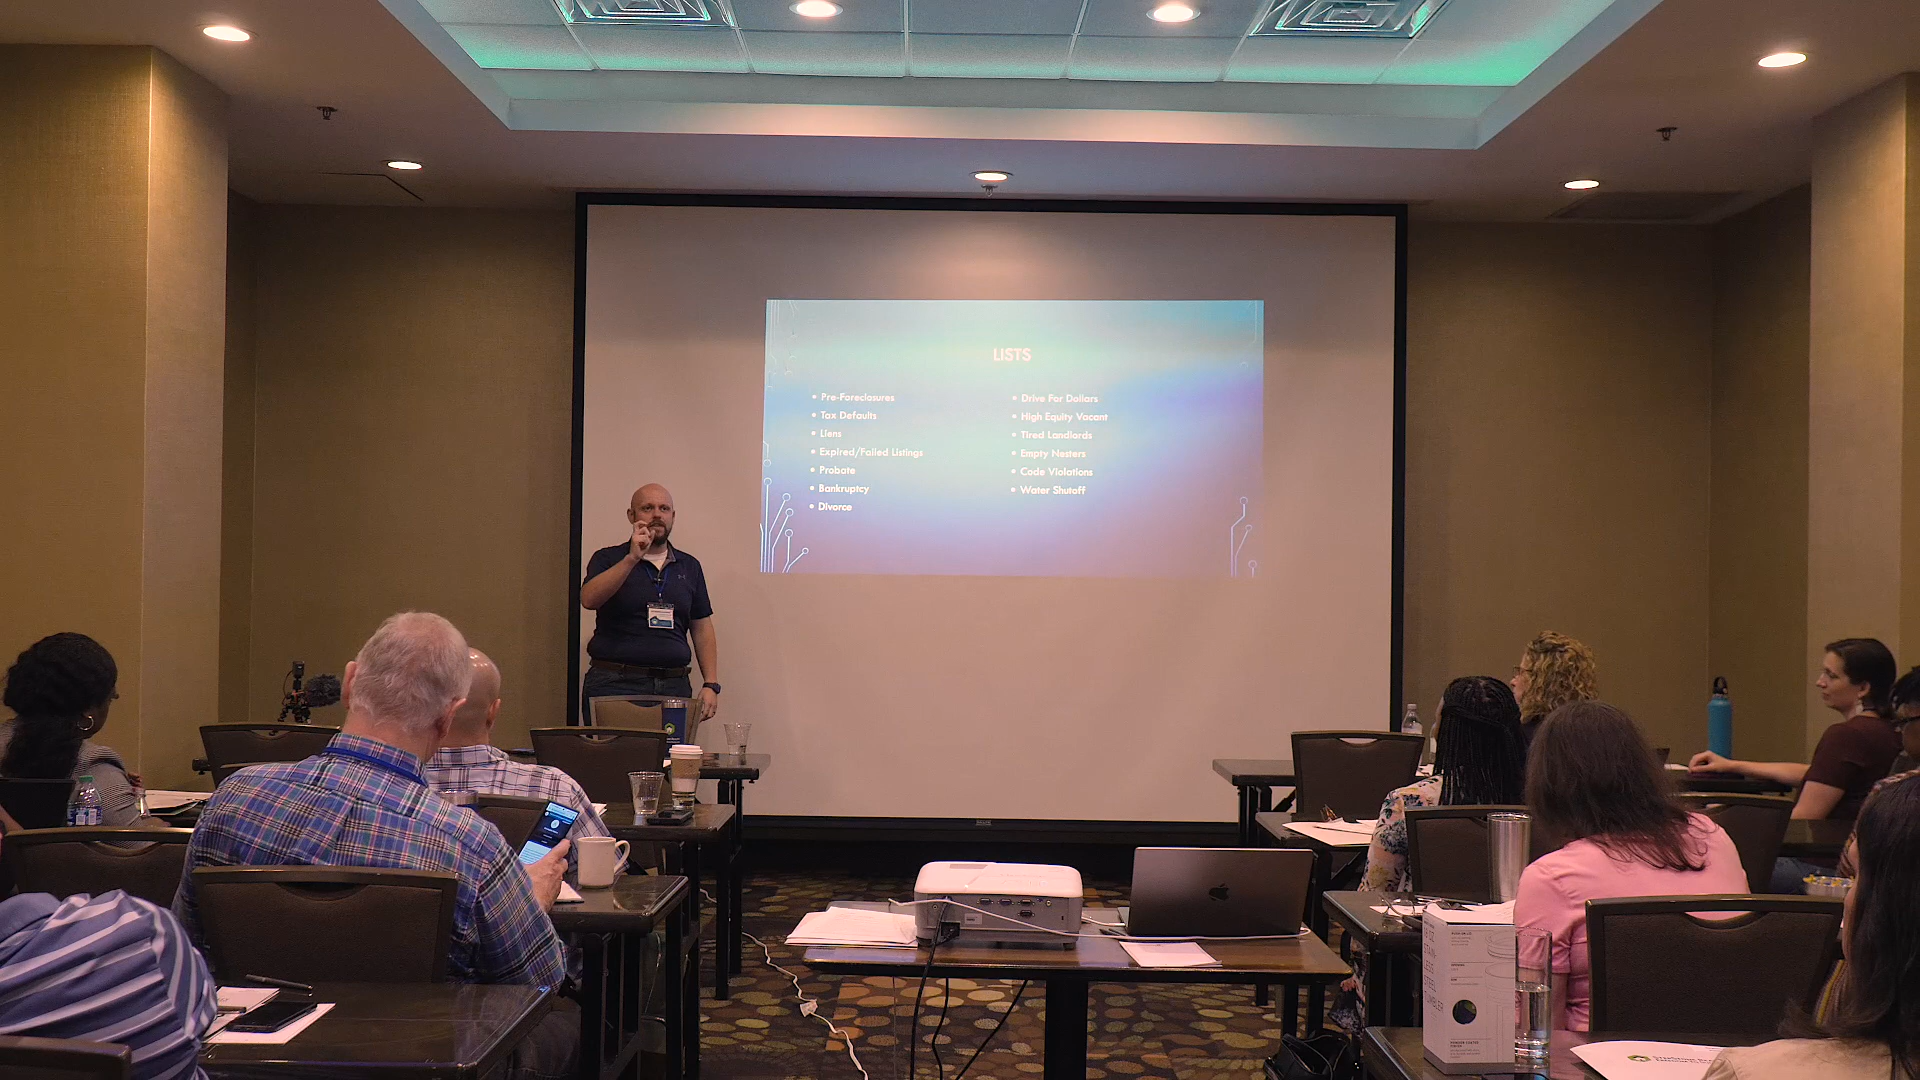 LISTS
• Pre-Foreclosures
• Tax Defaults
• Liens
• Expired/Failed Listings
• Probate
• Bankruptcy
• Divorce
• Drive For Dollars
• High Equity Vacant
• Tired Landlords
• Empty Nesters
• Code Violations
• Water Shutoff